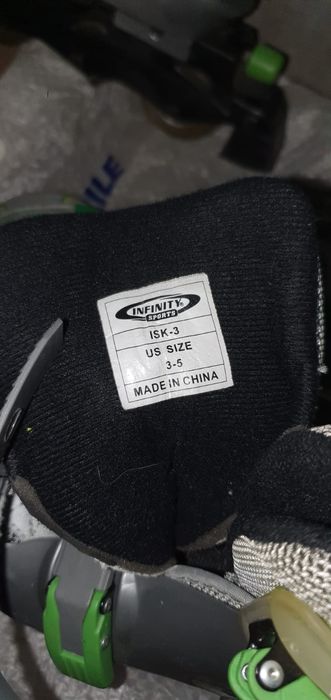 INFINITY
SPORTS
ISK-3
US SIZE
3-5
MADE IN CHINA